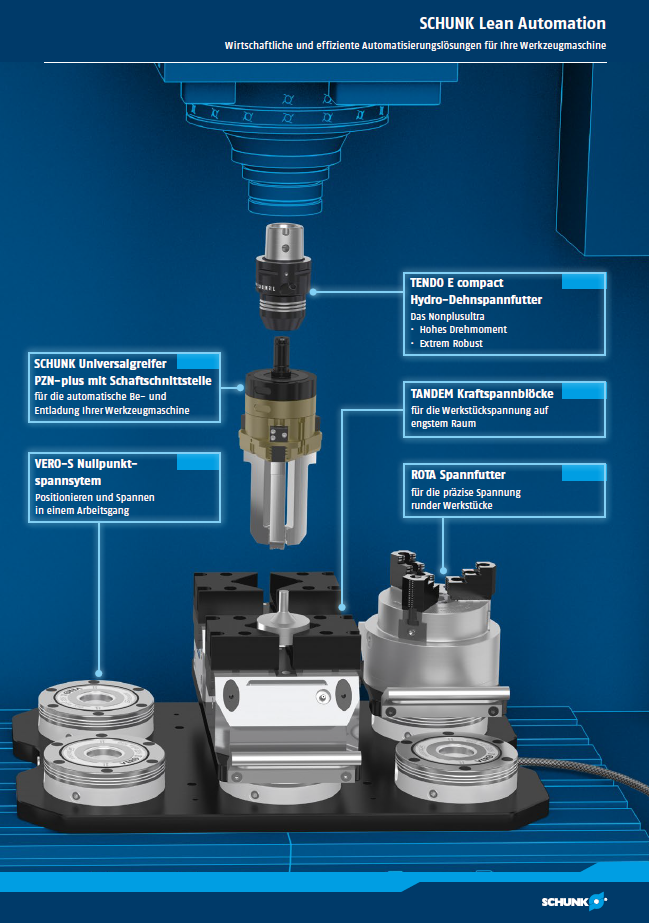 SCHUNK Lean Automation
Wirtschaftliche und effiziente Automatisierungslösungen für Ihre Werkzeugmaschine
TENDO E compact
Hydro-Dehnspannfutter
Das Nonplusultra
· Hohes Drehmoment
· Extrem Robust
SCHUNK Universalgreifer
PZN-plus mit Schaftschnittstelle
für die automatische Be- und
Entladung Ihrer Werkzeugmaschine
TANDEM Kraftspannblöcke
für die Werkstückspannung auf
engstem Raum
VERO-S Nullpunkt-
spannsytem
Positionieren und Spannen
in einem Arbeitsgang
ROTA Spannfutter
für die präzise Spannung
runder Werkstücke
SCHUNK